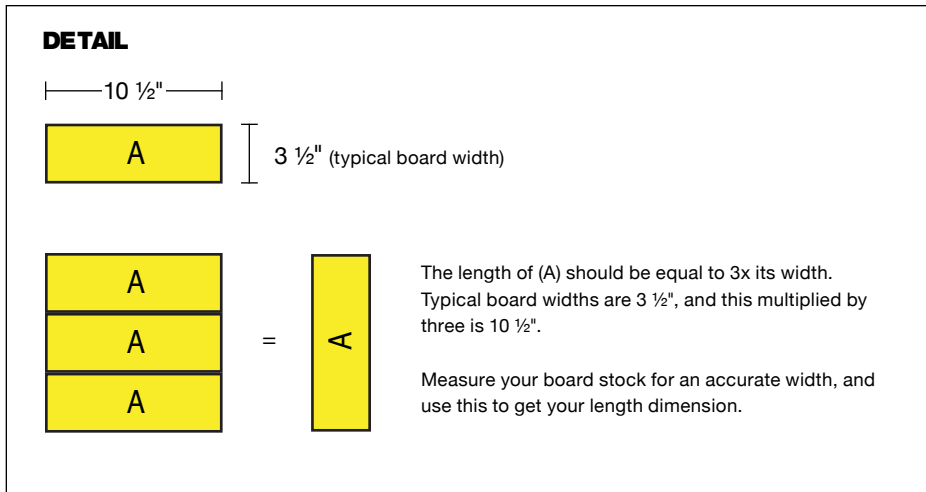 DETAIL
10 ½"
A
3 ½" (typical board width)
A
A
A
=
A
The length of (A) should be equal to 3x its width.
Typical board widths are 3 ½", and this multiplied by
three is 10 ½".
Measure your board stock for an accurate width, and
use this to get your length dimension.